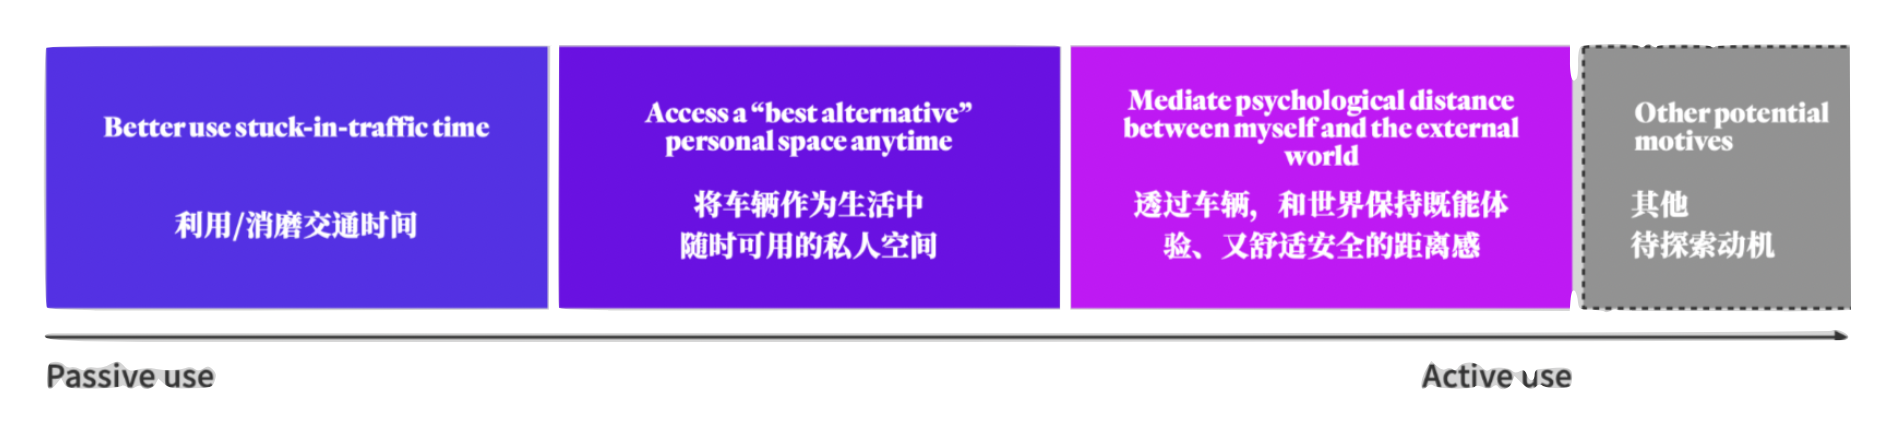 Better use stuck-in-traffic time
利用/消磨交通时间
Access a “best alternative”
personal space anytime
将车辆作为生活中
随时可用的私人空间
Mediate psychological distance
between myself and the external
world
透过车辆，和世界保持既能体
验、又舒适安全的距离感
Other potential
motives
其他
待探索动机
Passive use
Active use